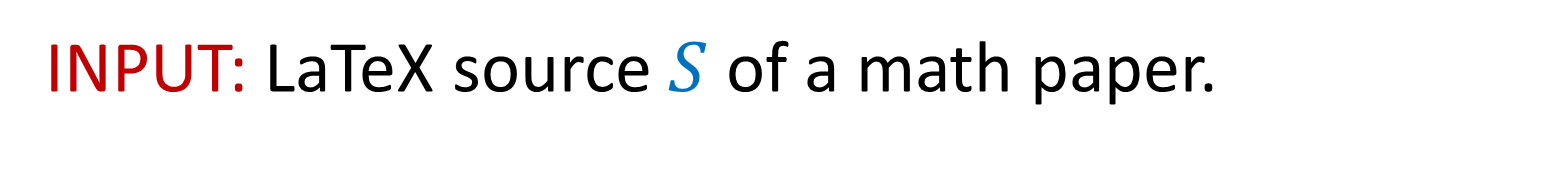 INPUT: LaTeX source S of a math paper.